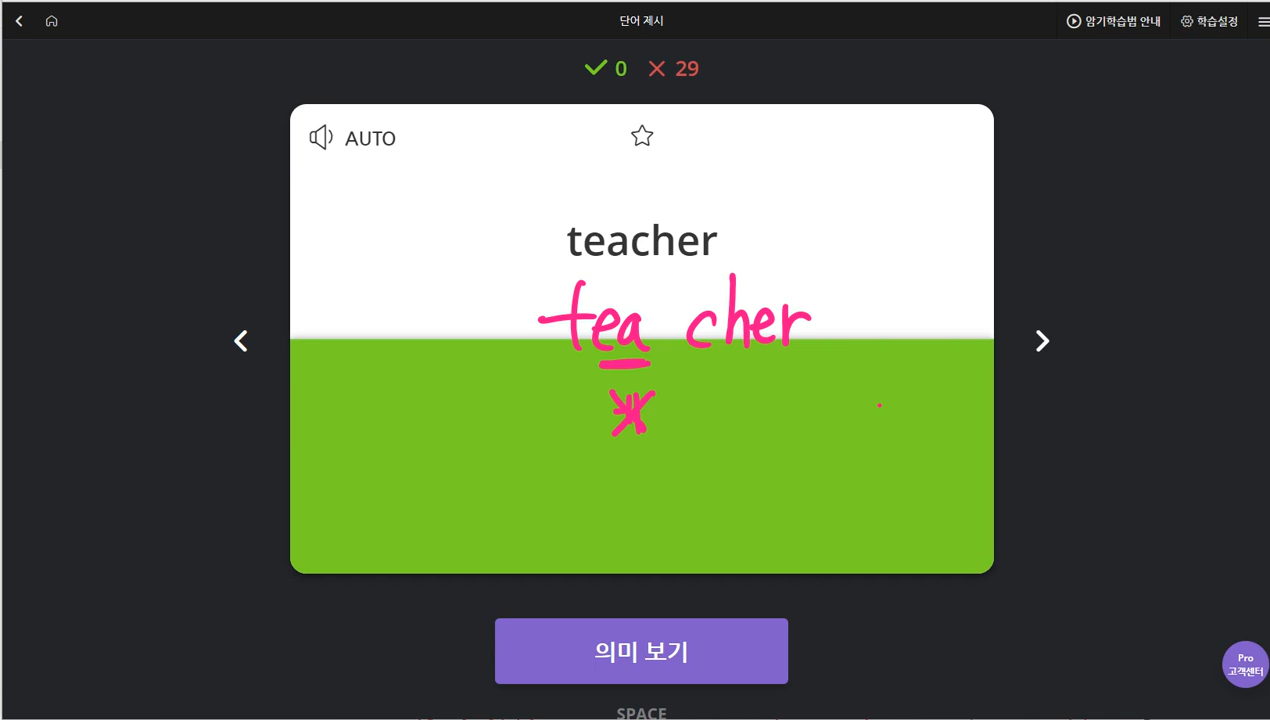 단어 제시
암기학습법 안내
학습설정
0 29
AUTO
teacher
tea cher
의미 보기
Pro
고객센터
SPACE